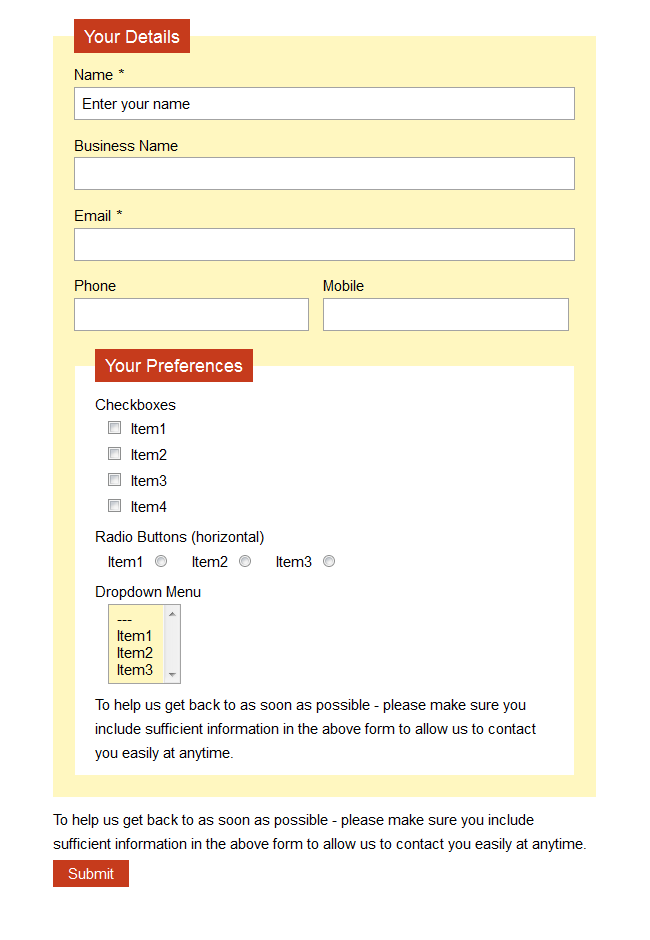 Your Details
Name *
Enter your name
Business Name
Email *
Phone Mobile
Your Preferences
Checkboxes
Item1
Item2
Item3
Item4
Radio Buttons (horizontal)
Item1 Item2 Item3
Dropdown Menu
---
Item1
Item2
Item3
To help us get back to as soon as possible - please make sure you
include sufficient information in the above form to allow us to contact
you easily at anytime.
To help us get back to as soon as possible - please make sure you include
sufficient information in the above form to allow us to contact you easily at anytime.
Submit